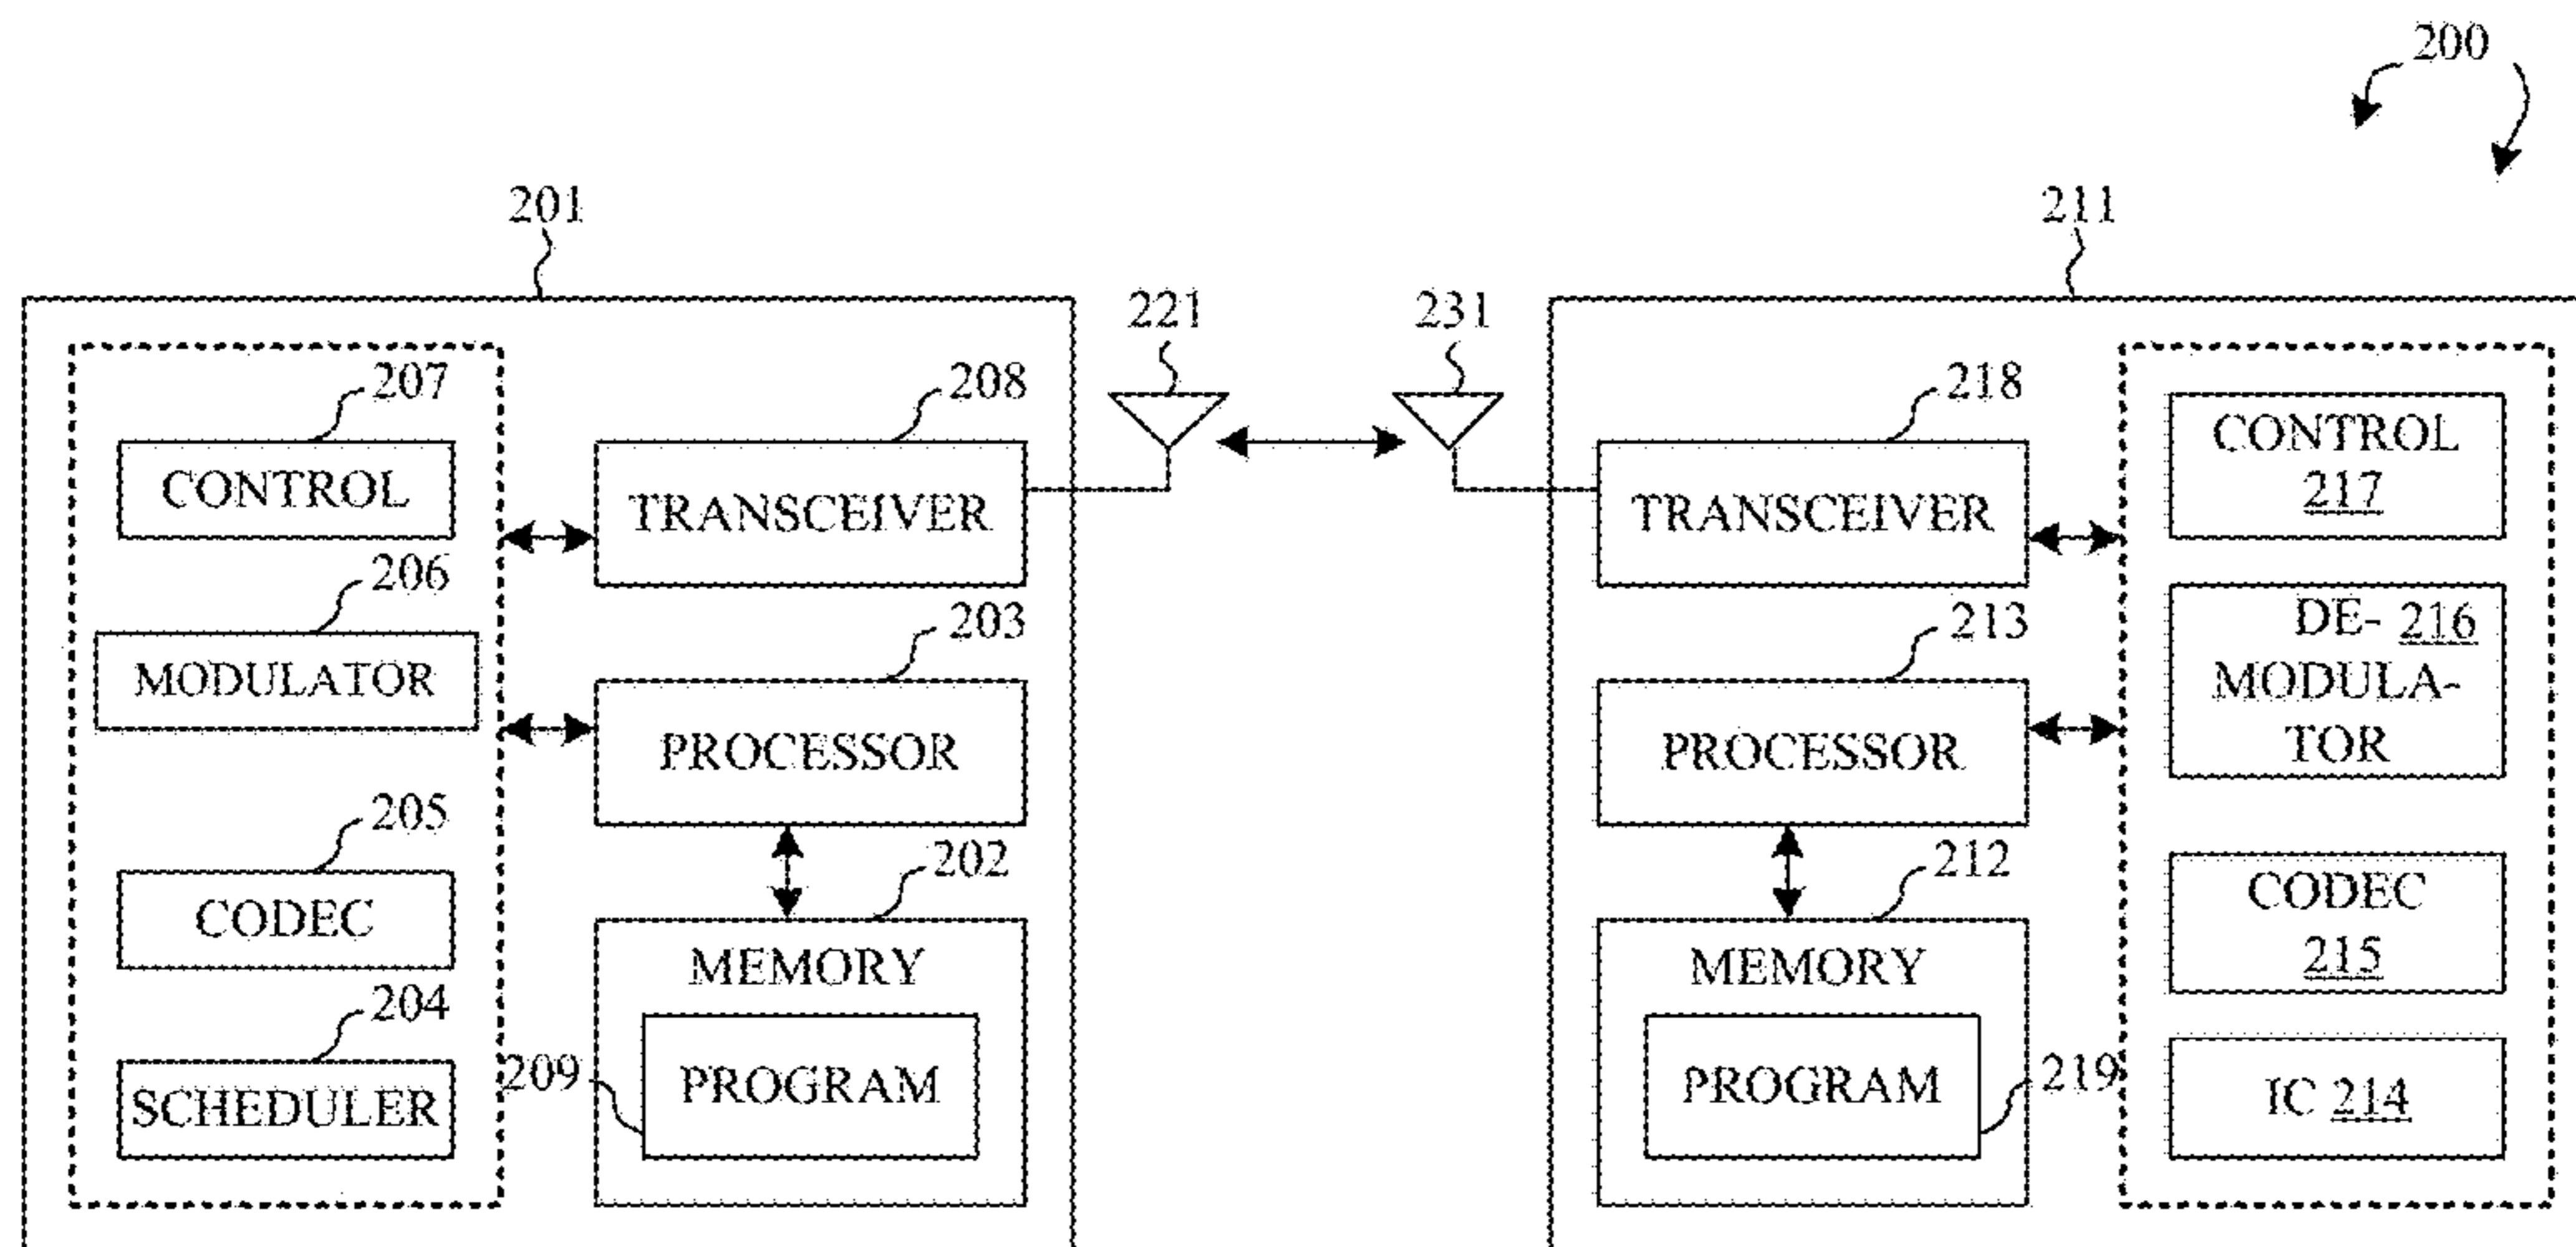 200
201
211
221
231
207
208
218
CONTROL
TRANSCEIVER
TRANSCEIVER
CONTROL
217
206
203
213
MODULATOR
PROCESSOR
PROCESSOR
DE- 216
MODULA-
TOR
205
202
212
CODEC
MEMORY
MEMORY
CODEC
215
204
209
219
SCHEDULER
PROGRAM
PROGRAM
IC 214